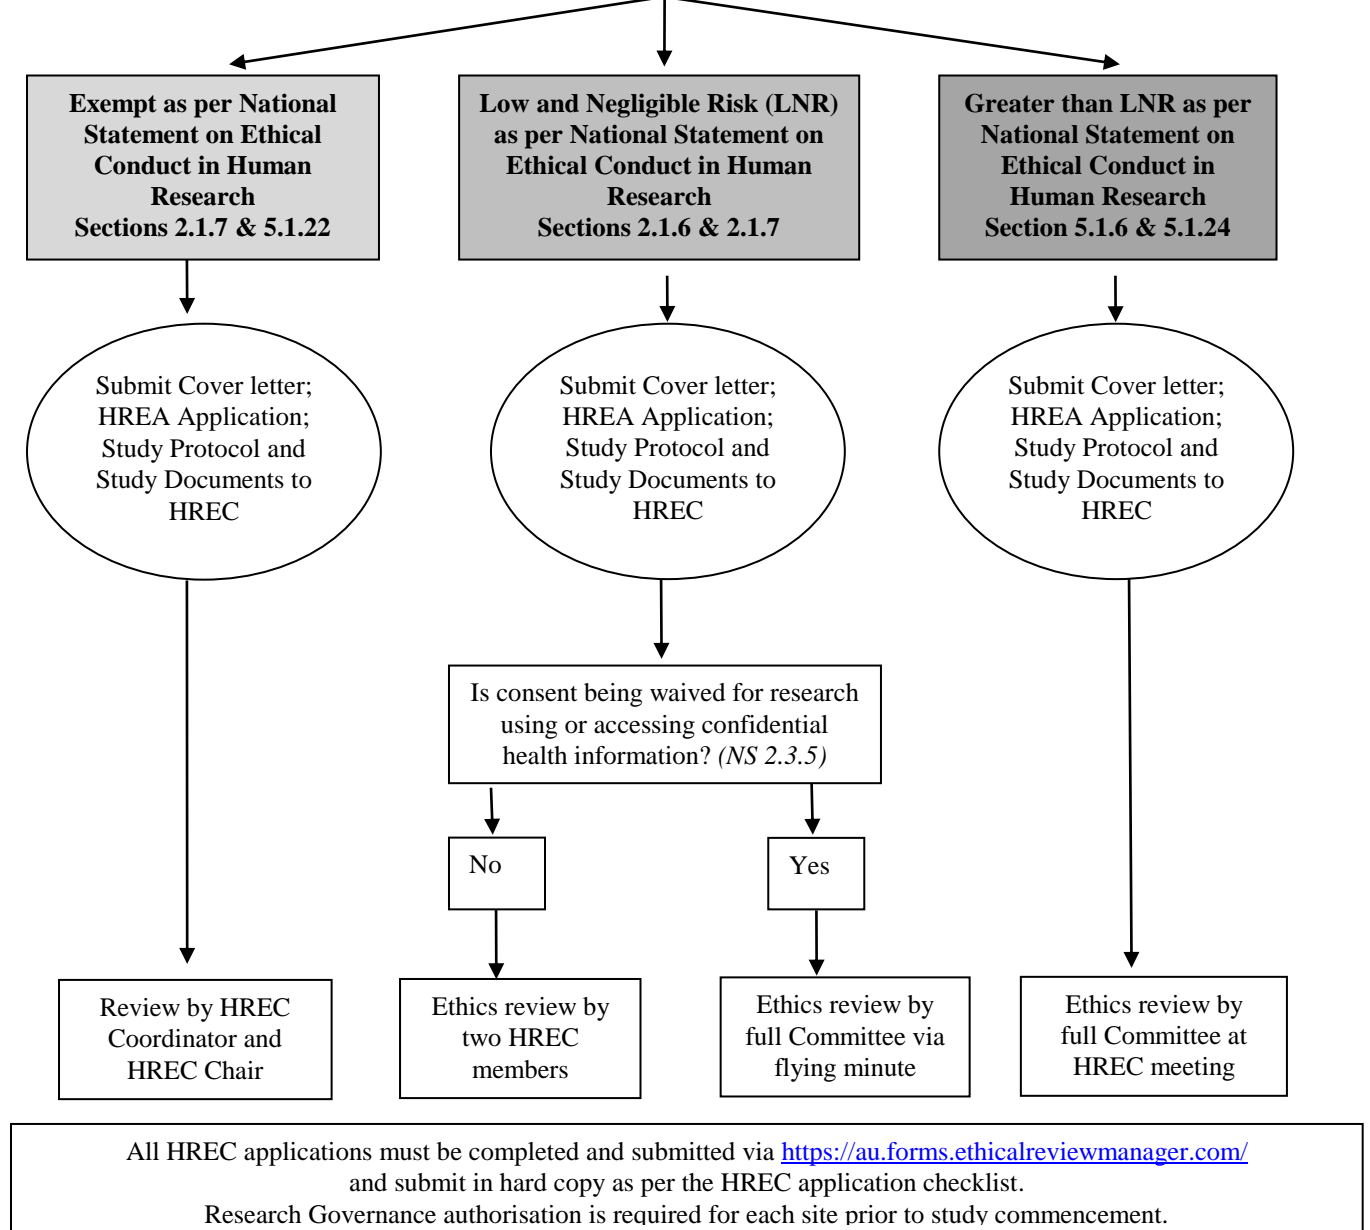 Exempt as per National
Statement on Ethical
Conduct in Human
Research
Sections 2.1.7 & 5.1.22
Low and Negligible Risk (LNR)
as per National Statement on
Ethical Conduct in Human
Research
Sections 2.1.6 & 2.1.7
Greater than LNR as per
National Statement on
Ethical Conduct in
Human Research
Section 5.1.6 & 5.1.24
Submit Cover letter;
HREA Application;
Study Protocol and
Study Documents to
HREC
Submit Cover letter;
HREA Application;
Study Protocol and
Study Documents to
HREC
Submit Cover letter;
HREA Application;
Study Protocol and
Study Documents to
HREC
Is consent being waived for research
using or accessing confidential
health information? (NS 2.3.5)
No
Yes
Review by HREC
Coordinator and
HREC Chair
Ethics review by
two HREC
members
Ethics review by
full Committee via
flying minute
Ethics review by
full Committee at
HREC meeting
All HREC applications must be completed and submitted via https://au.forms.ethicalreviewmanager.com/
and submit in hard copy as per the HREC application checklist.
Research Governance authorisation is required for each site prior to study commencement.